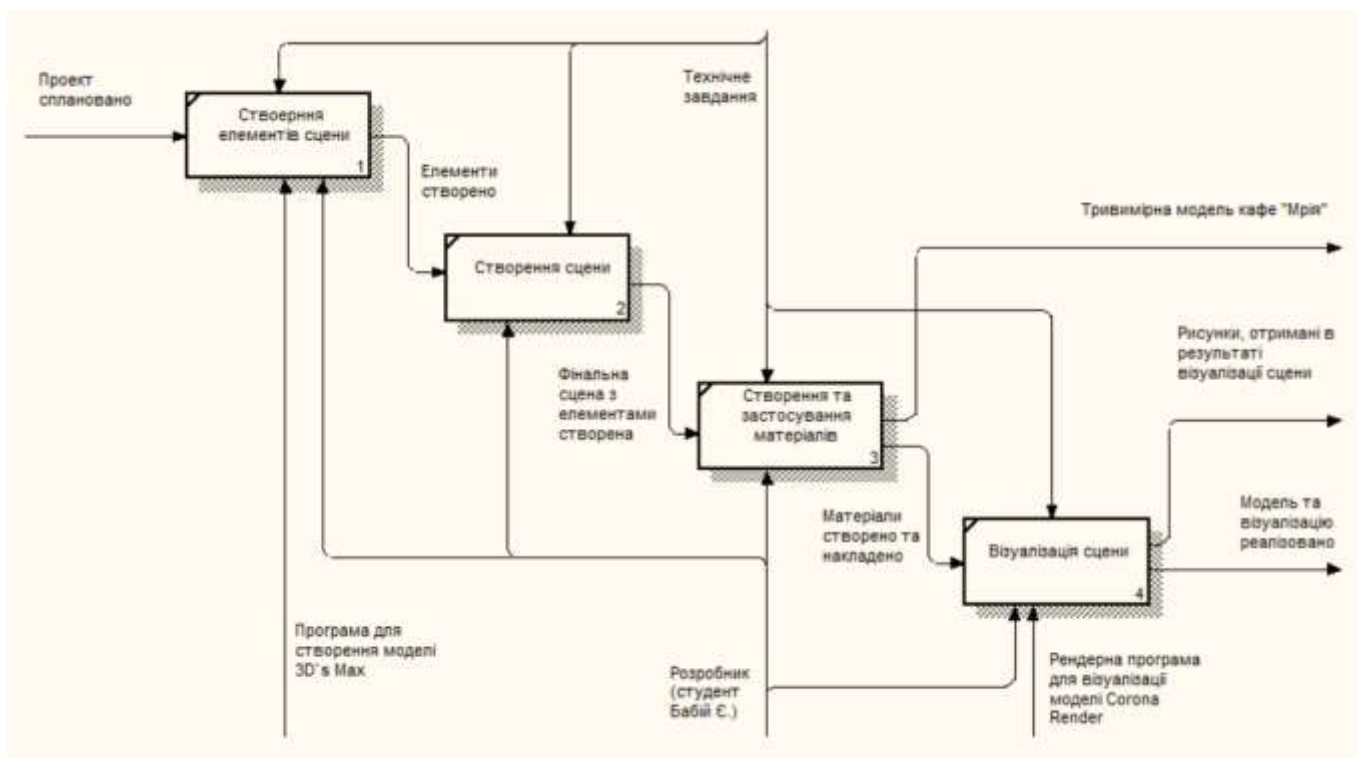 Проект
сплановано
Створення
елементів сцени
1
Технічне
завдання
Елементи
створено
Тривимірна модель кафе "Мрія"
Створення сцени
2
Рисунки, отримані в
результаті
візуалізації сцени
Фінальна
сцена з
елементами
створена
Створення та
застосування
матеріалів
3
Матеріали
створено та
накладено
Модель та
візуалізацію
реалізовано
Візуалізація сцени
4
Програма для
створення моделі
3D`s Max
Розробник
(студент
Бабій Є.)
Рендерна програма
для візуалізації
моделі Corona
Render